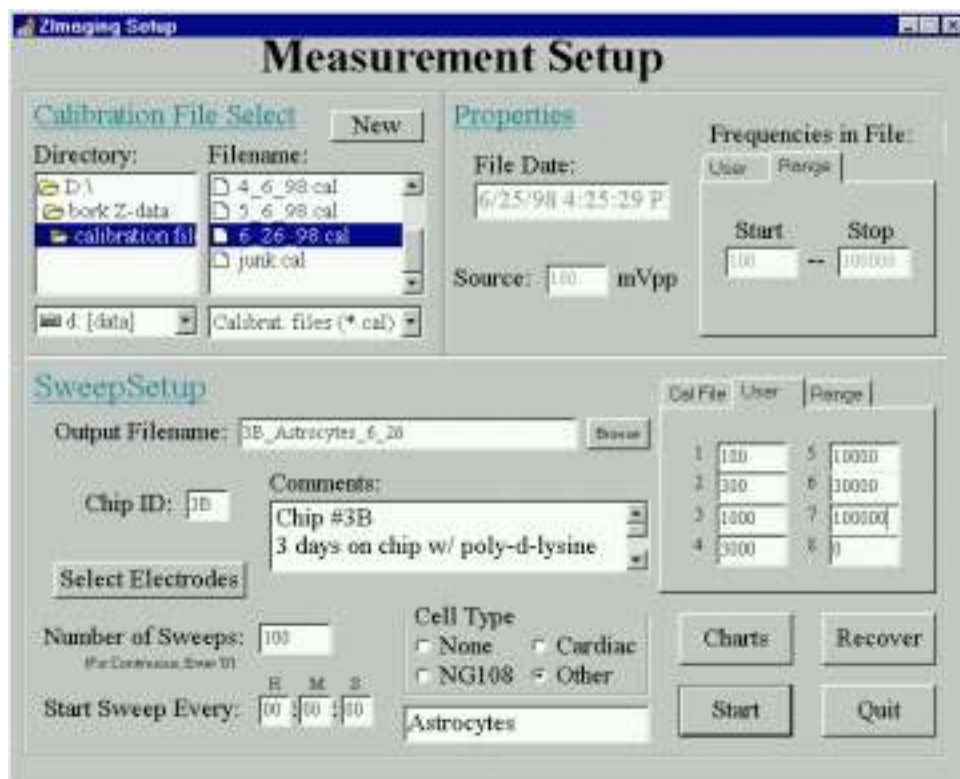 ZImaging Setup
Measurement Setup
Calibration File Select
New
Directory:
Filename:
D:\
bork Z-data
calibration fil
4_6_98.cal
5_6_98.cal
6_26_98.cal
junk.cal
d: [data]
Calibrat. files (*.cal)
Properties
File Date:
6/25/98 4:25:29 P
Source: 100 mVpp
Frequencies in File:
User Range
Start Stop
100 -- 100000
SweepSetup
Output Filename: 3B_Astrocytes_6_26
Browse
Chip ID: 3B
Comments:
Chip #3B
3 days on chip w/ poly-d-lysine
Select Electrodes
Cal File User Range
1 100 5 10000
2 300 6 30000
3 1000 7 100000
4 3000 8 0
Number of Sweeps: 100
(For Continuous, Enter '0')
H M S
Start Sweep Every: 00 : 00 : 00
Cell Type
None Cardiac
NG108 Other
Astrocytes
Charts
Recover
Start
Quit